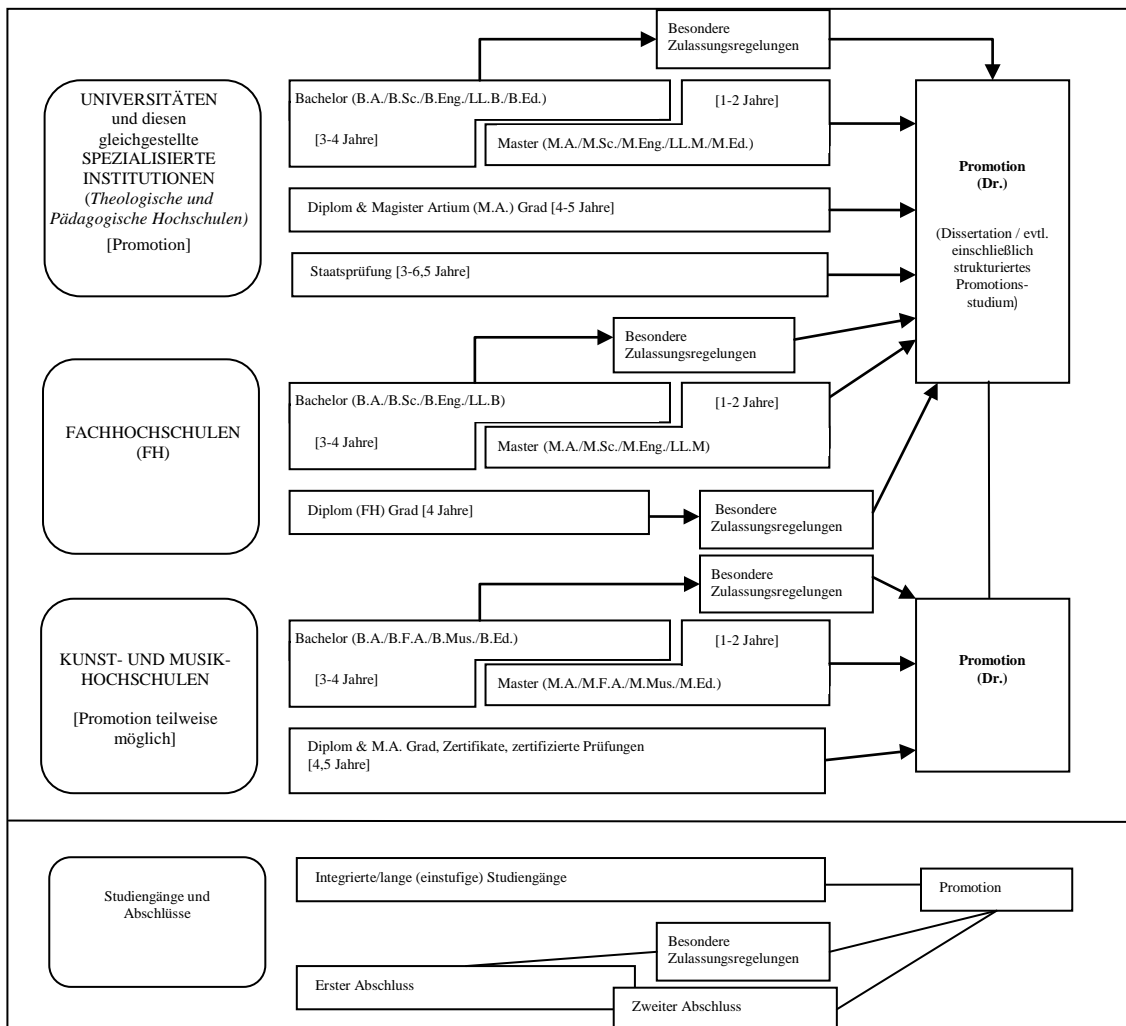 Besondere
Zulassungsregelungen
UNIVERSITÄTEN
und diesen
gleichgestellte
SPEZIALISIERTE
INSTITUTIONEN
(Theologische und
Pädagogische Hochschulen)
[Promotion]
Bachelor (B.A./B.Sc./B.Eng./LL.B./B.Ed.)
[3-4 Jahre]
[1-2 Jahre]
Master (M.A./M.Sc./M.Eng./LL.M./M.Ed.)
Diplom & Magister Artium (M.A.) Grad [4-5 Jahre]
Staatsprüfung [3-6,5 Jahre]
Promotion
(Dr.)
(Dissertation / evtl.
einschließlich
strukturiertes
Promotions-
studium)
Besondere
Zulassungsregelungen
FACHHOCHSCHULEN
(FH)
Bachelor (B.A./B.Sc./B.Eng./LL.B)
[3-4 Jahre]
[1-2 Jahre]
Master (M.A./M.Sc./M.Eng./LL.M)
Diplom (FH) Grad [4 Jahre]
Besondere
Zulassungsregelungen
Besondere
Zulassungsregelungen
KUNST- UND MUSIK-
HOCHSCHULEN
[Promotion teilweise
möglich]
Bachelor (B.A./B.F.A./B.Mus./B.Ed.)
[3-4 Jahre]
[1-2 Jahre]
Master (M.A./M.F.A./M.Mus./M.Ed.)
Diplom & M.A. Grad, Zertifikate, zertifizierte Prüfungen
[4,5 Jahre]
Promotion
(Dr.)
Studiengänge und
Abschlüsse
Integrierte/lange (einstufige) Studiengänge
Promotion
Besondere
Zulassungsregelungen
Erster Abschluss
Zweiter Abschluss